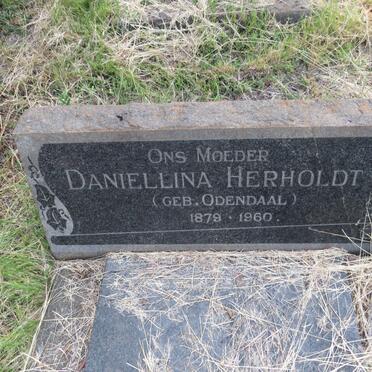 ONS MOEDER
DANIELLINA HERHOLDT
(GEB. ODENDAAL)
1879 · 1960.